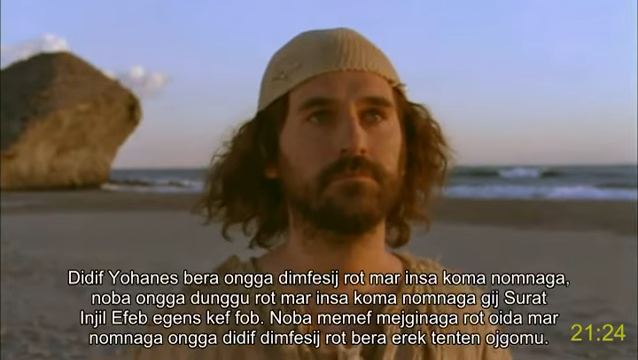 Didif Yohanes bera ongga dimfesij rot mar insa koma nomnaga,
noba ongga dunggu rot mar insa koma nomnaga gij Surat
Injil Efeb egens kef fob. Noba memef mejginaga rot oida mar
nomnaga ongga didif dimfesij rot bera erek tenten ojgomu.
21:24